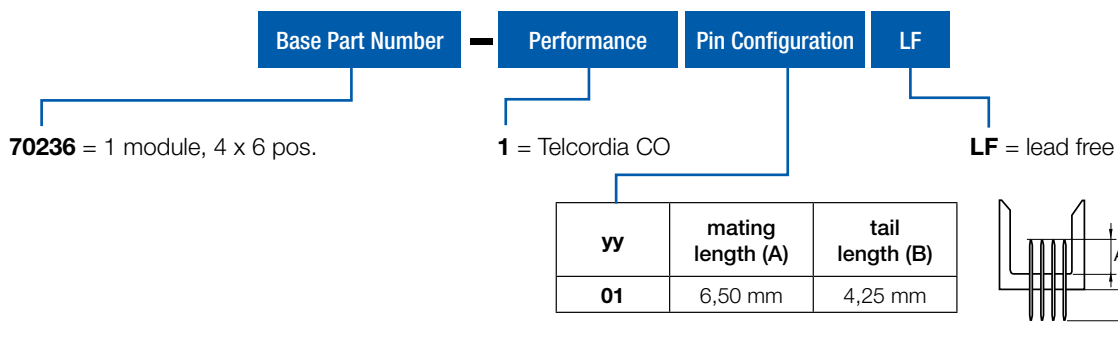 Base Part Number - Performance Pin Configuration LF
70236 = 1 module, 4 x 6 pos. 1 = Telcordia CO LF = lead free
yy mating length (A) tail length (B)
01 6,50 mm 4,25 mm
A